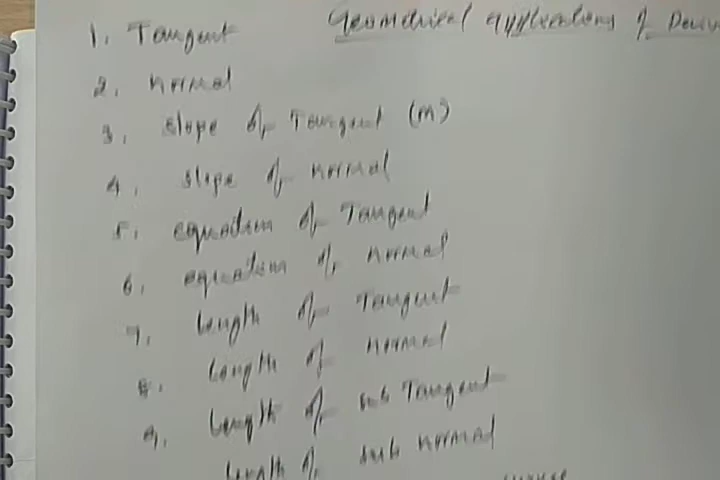 Geometrical applications of
1. Tangent
2. normal
3. slope of Tangent (m)
4. slope of normal
5. equation of Tangent
6. equation of normal
7. length of Tangent
8. length of normal
9. length of sub Tangent
length of sub normal